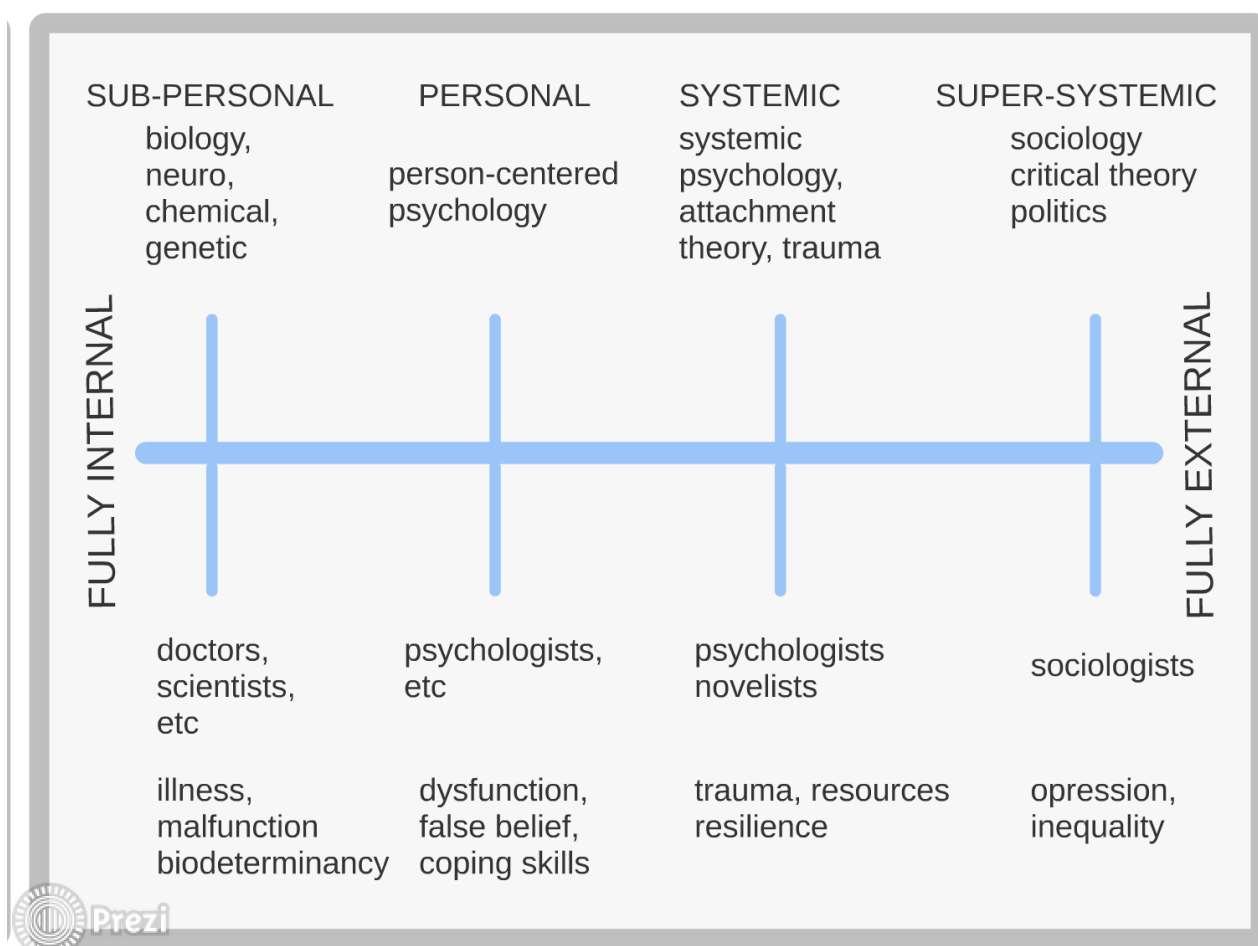 SUB-PERSONAL
biology,
neuro,
chemical,
genetic
PERSONAL
person-centered
psychology
SYSTEMIC
systemic
psychology,
attachment
theory, trauma
SUPER-SYSTEMIC
sociology
critical theory
politics
FULLY INTERNAL
FULLY EXTERNAL
doctors,
scientists,
etc
psychologists,
etc
psychologists
novelists
sociologists
illness,
malfunction
biodeterminancy
dysfunction,
false belief,
coping skills
trauma, resources
resilience
opression,
inequality
Prezi